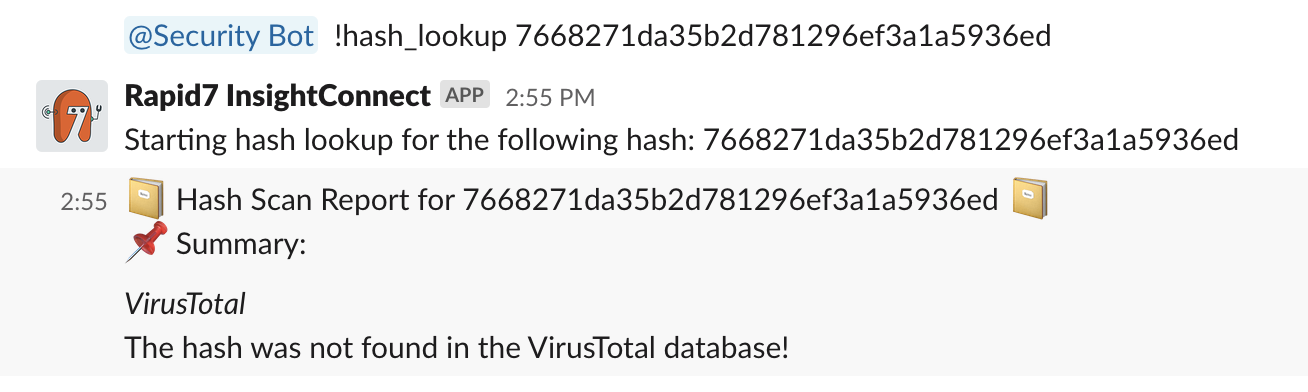 @Security Bot !hash_lookup 7668271da35b2d781296ef3a1a5936ed
Rapid7 InsightConnect APP 2:55 PM
Starting hash lookup for the following hash: 7668271da35b2d781296ef3a1a5936ed
2:55 Hash Scan Report for 7668271da35b2d781296ef3a1a5936ed
Summary:
VirusTotal
The hash was not found in the VirusTotal database!